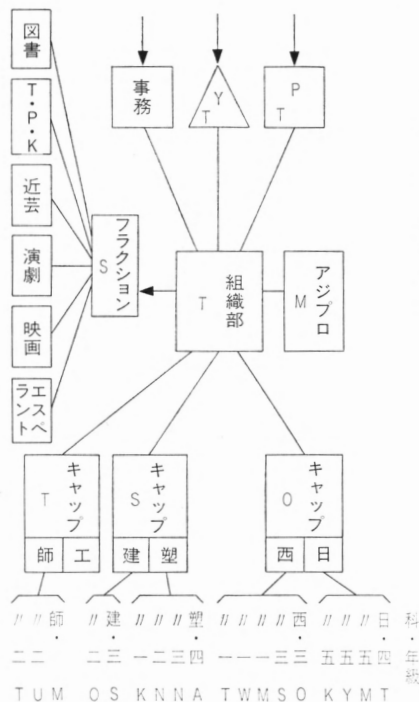 図書
T・P・K
近芸
演劇
映画
エスペラント
事務
Y
T
P
T
フラクション
S
組織部
T
アジプロ
M
キャップ
T
師
工
キャップ
S
建
塑
キャップ
O
西
日
科・年級
日・四 T
〃 五 M
〃 五 Y
〃 五 K
西・三 O
〃 三 S
〃 一 M
〃 一 W
〃 一 T
塑・四 A
〃 三 N
〃 二 N
〃 一 K
建・三 S
〃 二 O
師・ M
〃 二 U
〃 二 T